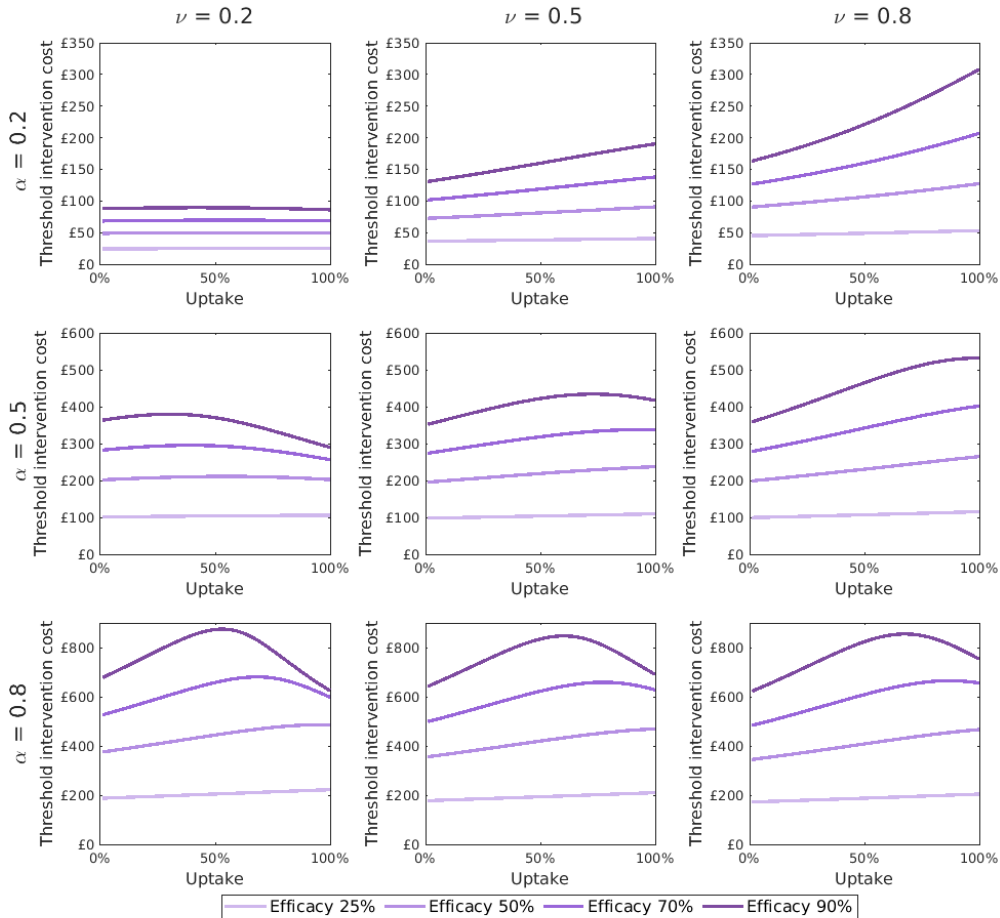 ν = 0.2 ν = 0.5 ν = 0.8
α = 0.2
Threshold intervention cost
£350
£300
£250
£200
£150
£100
£50
£0
0% 50% 100%
Uptake
Threshold intervention cost
£350
£300
£250
£200
£150
£100
£50
£0
0% 50% 100%
Uptake
Threshold intervention cost
£350
£300
£250
£200
£150
£100
£50
£0
0% 50% 100%
Uptake
α = 0.5
Threshold intervention cost
£600
£500
£400
£300
£200
£100
£0
0% 50% 100%
Uptake
Threshold intervention cost
£600
£500
£400
£300
£200
£100
£0
0% 50% 100%
Uptake
Threshold intervention cost
£600
£500
£400
£300
£200
£100
£0
0% 50% 100%
Uptake
α = 0.8
Threshold intervention cost
£800
£600
£400
£200
£0
0% 50% 100%
Uptake
Threshold intervention cost
£800
£600
£400
£200
£0
0% 50% 100%
Uptake
Threshold intervention cost
£800
£600
£400
£200
£0
0% 50% 100%
Uptake
Efficacy 25% Efficacy 50% Efficacy 70% Efficacy 90%